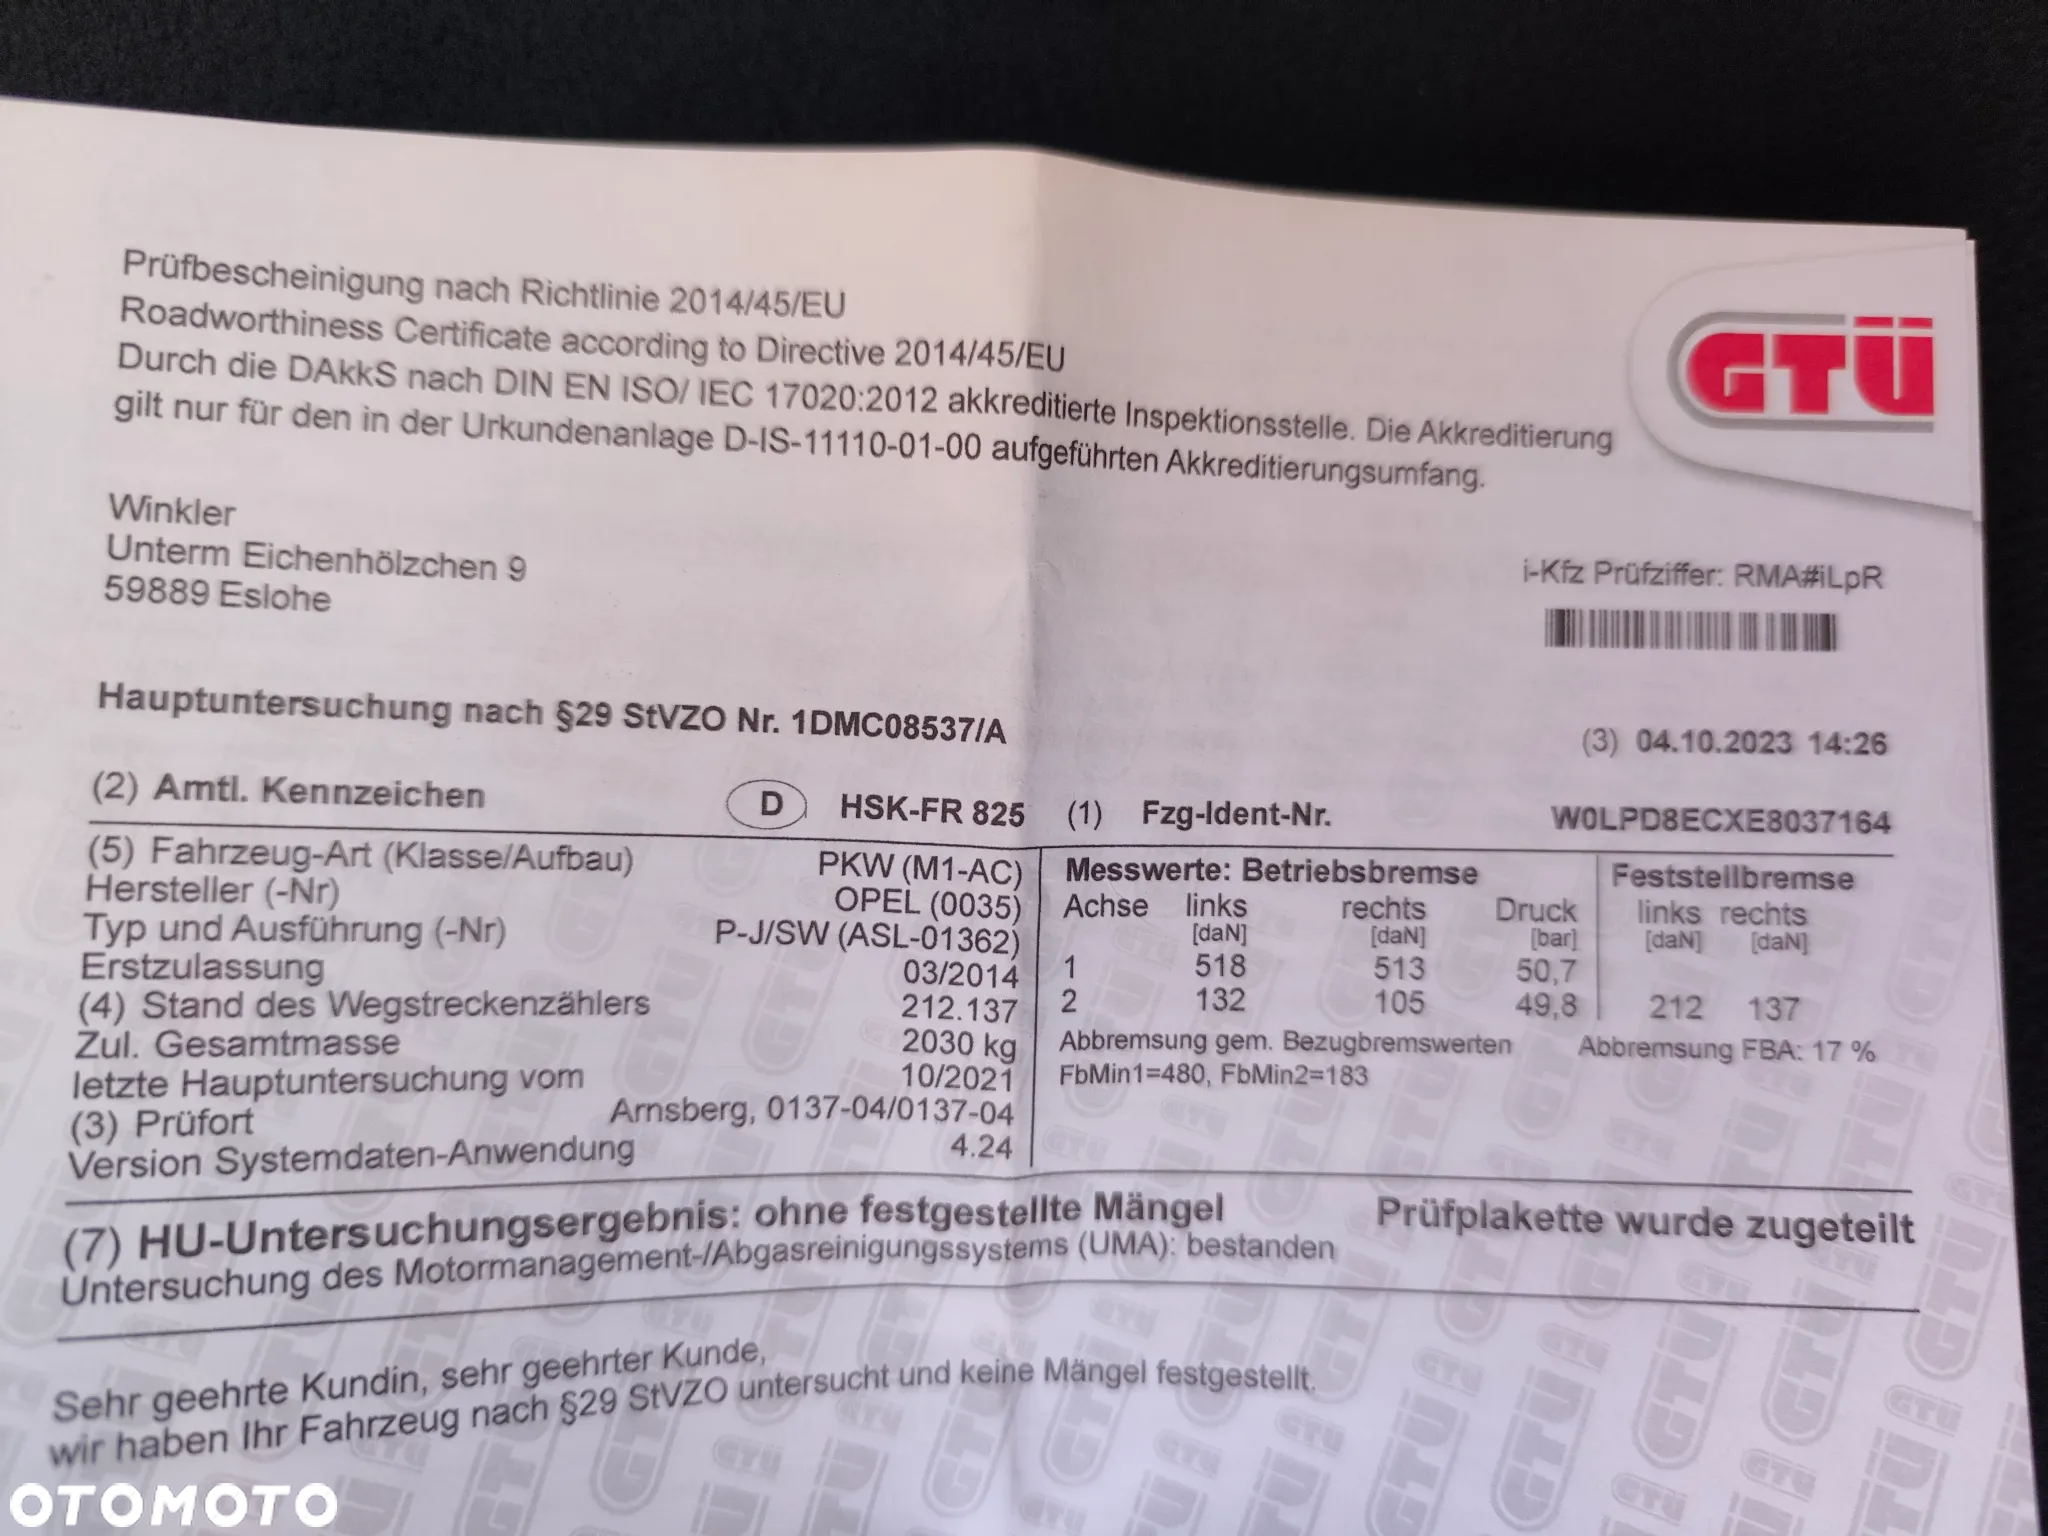 Prüfbescheinigung nach Richtlinie 2014/45/EU
Roadworthiness Certificate according to Directive 2014/45/EU
Durch die DAkkS nach DIN EN ISO/ IEC 17020:2012 akkreditierte Inspektionsstelle. Die Akkreditierung
gilt nur für den in der Urkundenanlage D-IS-11110-01-00 aufgeführten Akkreditierungsumfang.
GTÜ
Winkler
Unterm Eichenhölzchen 9
59889 Eslohe
i-Kfz Prüfziffer: RMA#iLpR
Hauptuntersuchung nach §29 StVZO Nr. 1DMC08537/A
(3) 04.10.2023 14:26
(2) Amtl. Kennzeichen D HSK-FR 825 (1) Fzg-Ident-Nr. W0LPD8ECXE8037164
(5) Fahrzeug-Art (Klasse/Aufbau) PKW (M1-AC)
Hersteller (-Nr) OPEL (0035)
Typ und Ausführung (-Nr) P-J/SW (ASL-01362)
Erstzulassung 03/2014
(4) Stand des Wegstreckenzählers 212.137
Zul. Gesamtmasse 2030 kg
letzte Hauptuntersuchung vom 10/2021
(3) Prüfort Arnsberg, 0137-04/0137-04
Version Systemdaten-Anwendung 4.24
Messwerte: Betriebsbremse Feststellbremse
Achse links rechts Druck links rechts
[daN] [daN] [bar] [daN] [daN]
1 518 513 50,7
2 132 105 49,8 212 137
Abbremsung gem. Bezugbremswerten Abbremsung FBA: 17 %
FbMin1=480, FbMin2=183
(7) HU-Untersuchungsergebnis: ohne festgestellte Mängel Prüfplakette wurde zugeteilt
Untersuchung des Motormanagement-/Abgasreinigungssystems (UMA): bestanden
Sehr geehrte Kundin, sehr geehrter Kunde,
wir haben Ihr Fahrzeug nach §29 StVZO untersucht und keine Mängel festgestellt.
OTOMOTO